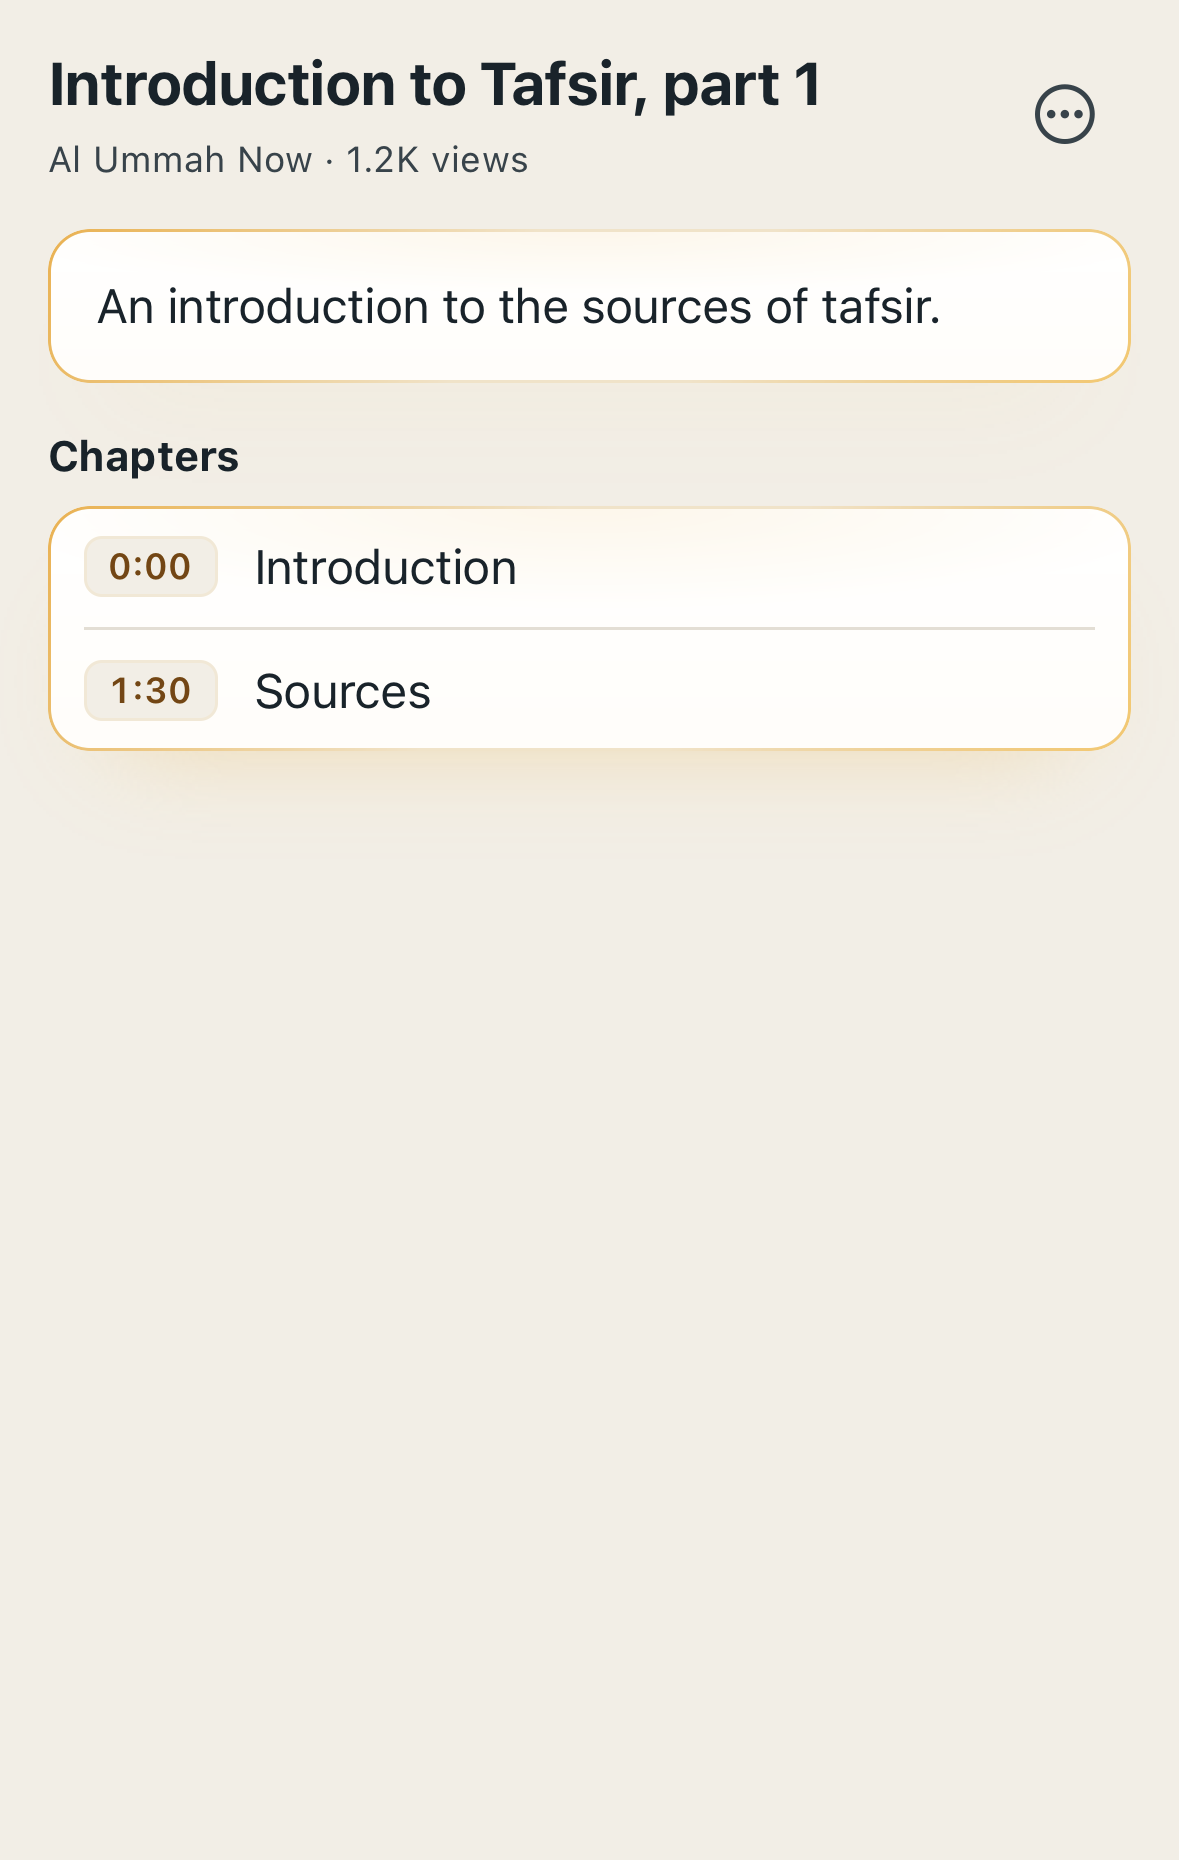 Introduction to Tafsir, part 1
Al Ummah Now · 1.2K views
An introduction to the sources of tafsir.
Chapters
0:00 Introduction
1:30 Sources